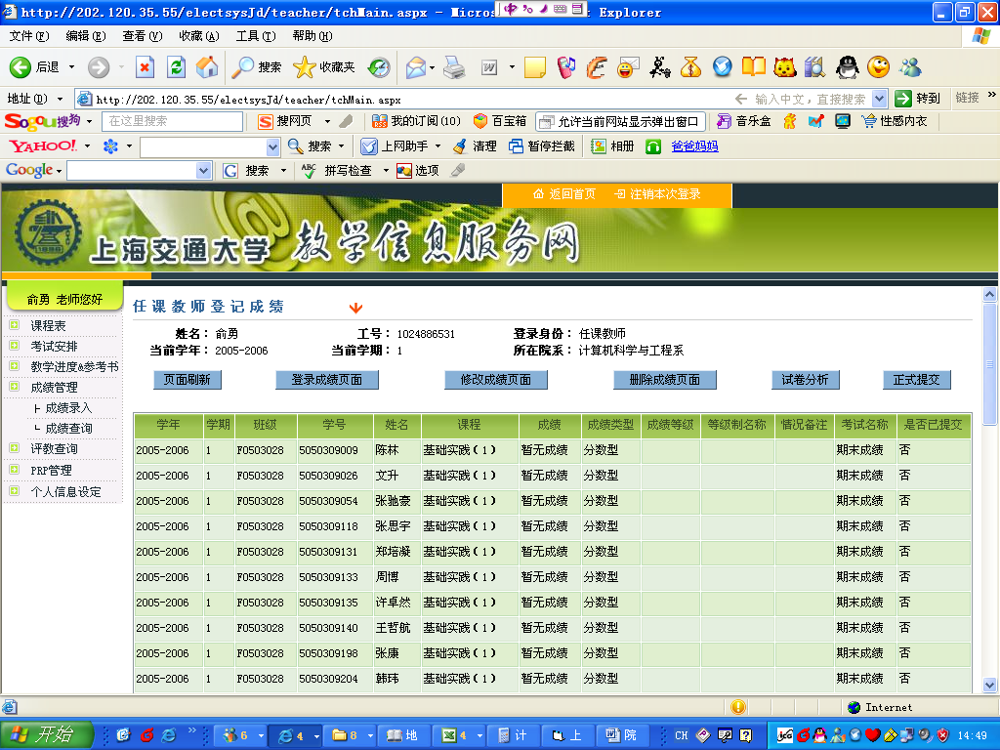 http://202.120.35.55/electsysJd/teacher/tchMain.aspx - Micros Explorer
文件(F) 编辑(E) 查看(V) 收藏(A) 工具(T) 帮助(H)
后退 搜索 收藏夹
地址(D) http://202.120.35.55/electsysJd/teacher/tchMain.aspx 输入中文，直接搜索 转到 链接 »
Sogou搜狗 在这里搜索 搜网页 我的订阅(10) 百宝箱 允许当前网站显示弹出窗口 音乐盒 性感内衣
YAHOO! 搜索 上网助手 清理 暂停拦截 相册 爸爸妈妈
Google G 搜索 ABC 拼写检查 选项
返回首页 注销本次登录
上海交通大学 教学信息服务网
俞勇 老师您好
课程表
考试安排
教学进度&参考书
成绩管理
成绩录入
成绩查询
评教查询
PRP管理
个人信息设定
任课教师登记成绩
姓名： 俞勇 工号： 1024886531 登录身份： 任课教师
当前学年： 2005-2006 当前学期： 1 所在院系： 计算机科学与工程系
页面刷新 登录成绩页面 修改成绩页面 删除成绩页面 试卷分析 正式提交
学年 学期 班级 学号 姓名 课程 成绩 成绩类型 成绩等级 等级制名称 情况备注 考试名称 是否已提交
2005-2006 1 F0503028 5050309009 陈林 基础实践(1) 暂无成绩 分数型 期末成绩 否
2005-2006 1 F0503028 5050309026 文升 基础实践(1) 暂无成绩 分数型 期末成绩 否
2005-2006 1 F0503028 5050309054 张驰豪 基础实践(1) 暂无成绩 分数型 期末成绩 否
2005-2006 1 F0503028 5050309118 张思宇 基础实践(1) 暂无成绩 分数型 期末成绩 否
2005-2006 1 F0503028 5050309131 郑培凝 基础实践(1) 暂无成绩 分数型 期末成绩 否
2005-2006 1 F0503028 5050309133 周博 基础实践(1) 暂无成绩 分数型 期末成绩 否
2005-2006 1 F0503028 5050309135 许卓然 基础实践(1) 暂无成绩 分数型 期末成绩 否
2005-2006 1 F0503028 5050309140 王哲航 基础实践(1) 暂无成绩 分数型 期末成绩 否
2005-2006 1 F0503028 5050309198 张康 基础实践(1) 暂无成绩 分数型 期末成绩 否
2005-2006 1 F0503028 5050309204 韩玮 基础实践(1) 暂无成绩 分数型 期末成绩 否
Internet
开始 » 6 4 8 地 4 计 上 院 CH 14:49